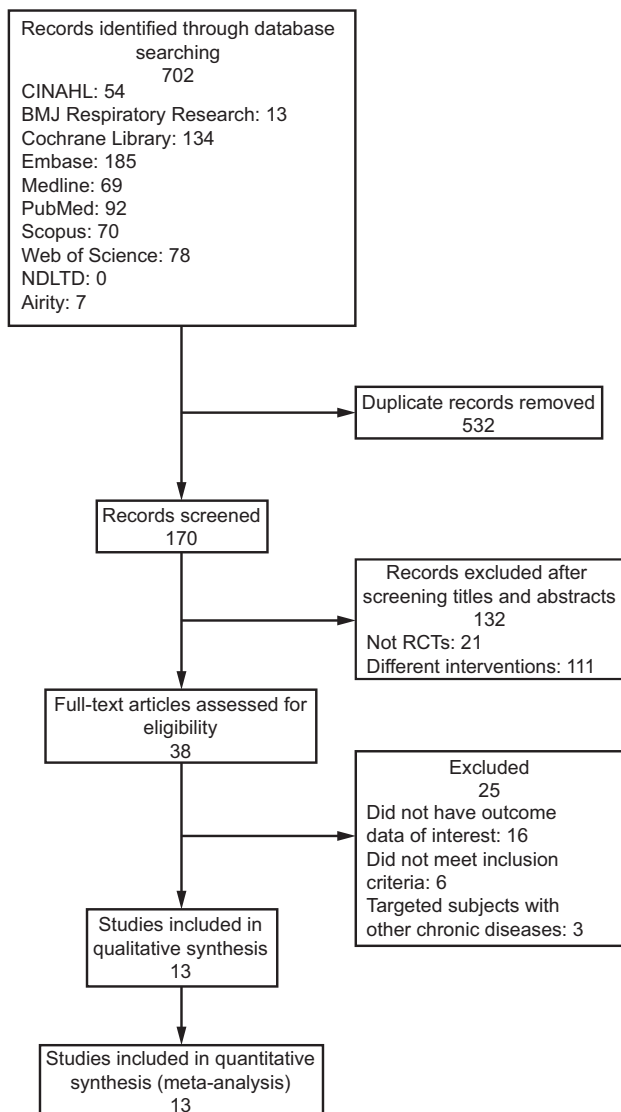 Records identified through database
searching
702
CINAHL: 54
BMJ Respiratory Research: 13
Cochrane Library: 134
Embase: 185
Medline: 69
PubMed: 92
Scopus: 70
Web of Science: 78
NDLTD: 0
Airity: 7
Duplicate records removed
532
Records screened
170
Records excluded after
screening titles and abstracts
132
Not RCTs: 21
Different interventions: 111
Full-text articles assessed for
eligibility
38
Excluded
25
Did not have outcome
data of interest: 16
Did not meet inclusion
criteria: 6
Targeted subjects with
other chronic diseases: 3
Studies included in
qualitative synthesis
13
Studies included in quantitative
synthesis (meta-analysis)
13